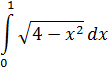 ∫₀¹ √(4 − x²) dx